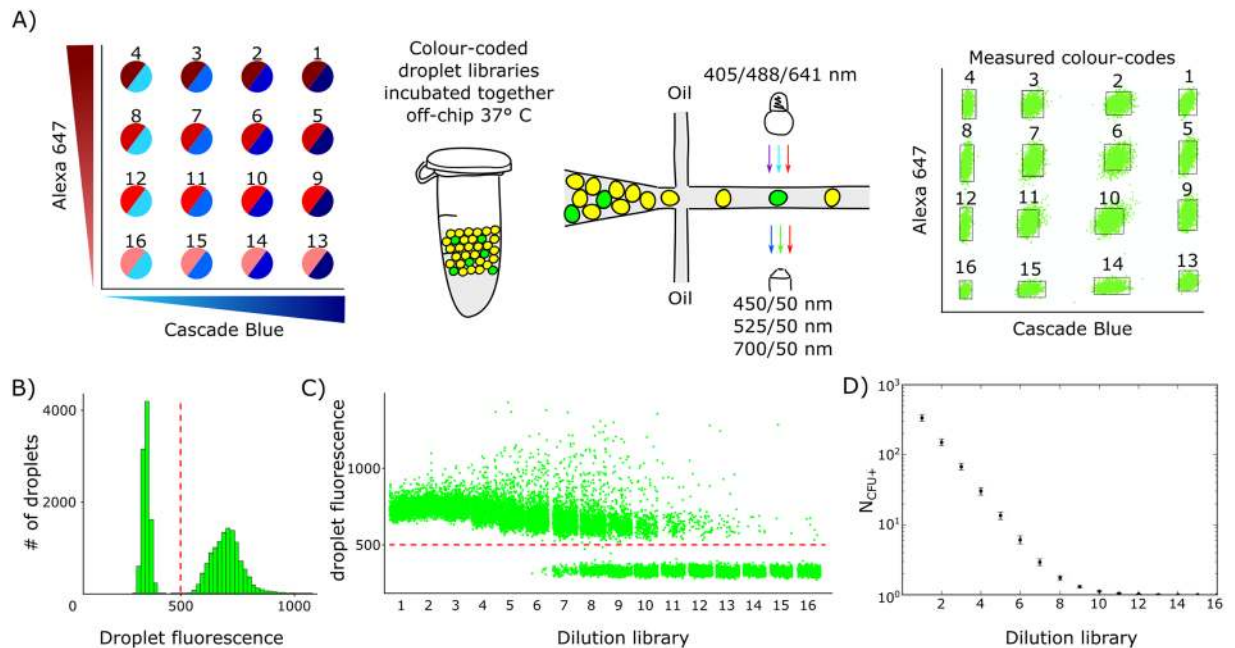 A)
Alexa 647
4 3 2 1
8 7 6 5
12 11 10 9
16 15 14 13
Cascade Blue
Colour-coded
droplet libraries
incubated together
off-chip 37° C
Oil
405/488/641 nm
Oil
450/50 nm
525/50 nm
700/50 nm
Measured colour-codes
Alexa 647
4 3 2 1
8 7 6 5
12 11 10 9
16 15 14 13
Cascade Blue
B)
# of droplets
4000
2000
0 500 1000
Droplet fluorescence
C)
droplet fluorescence
1000
500
1 2 3 4 5 6 7 8 9 10 11 12 13 14 15 16
Dilution library
D)
N_CFU+
10³
10²
10¹
10⁰
2 4 6 8 10 12 14 16
Dilution library